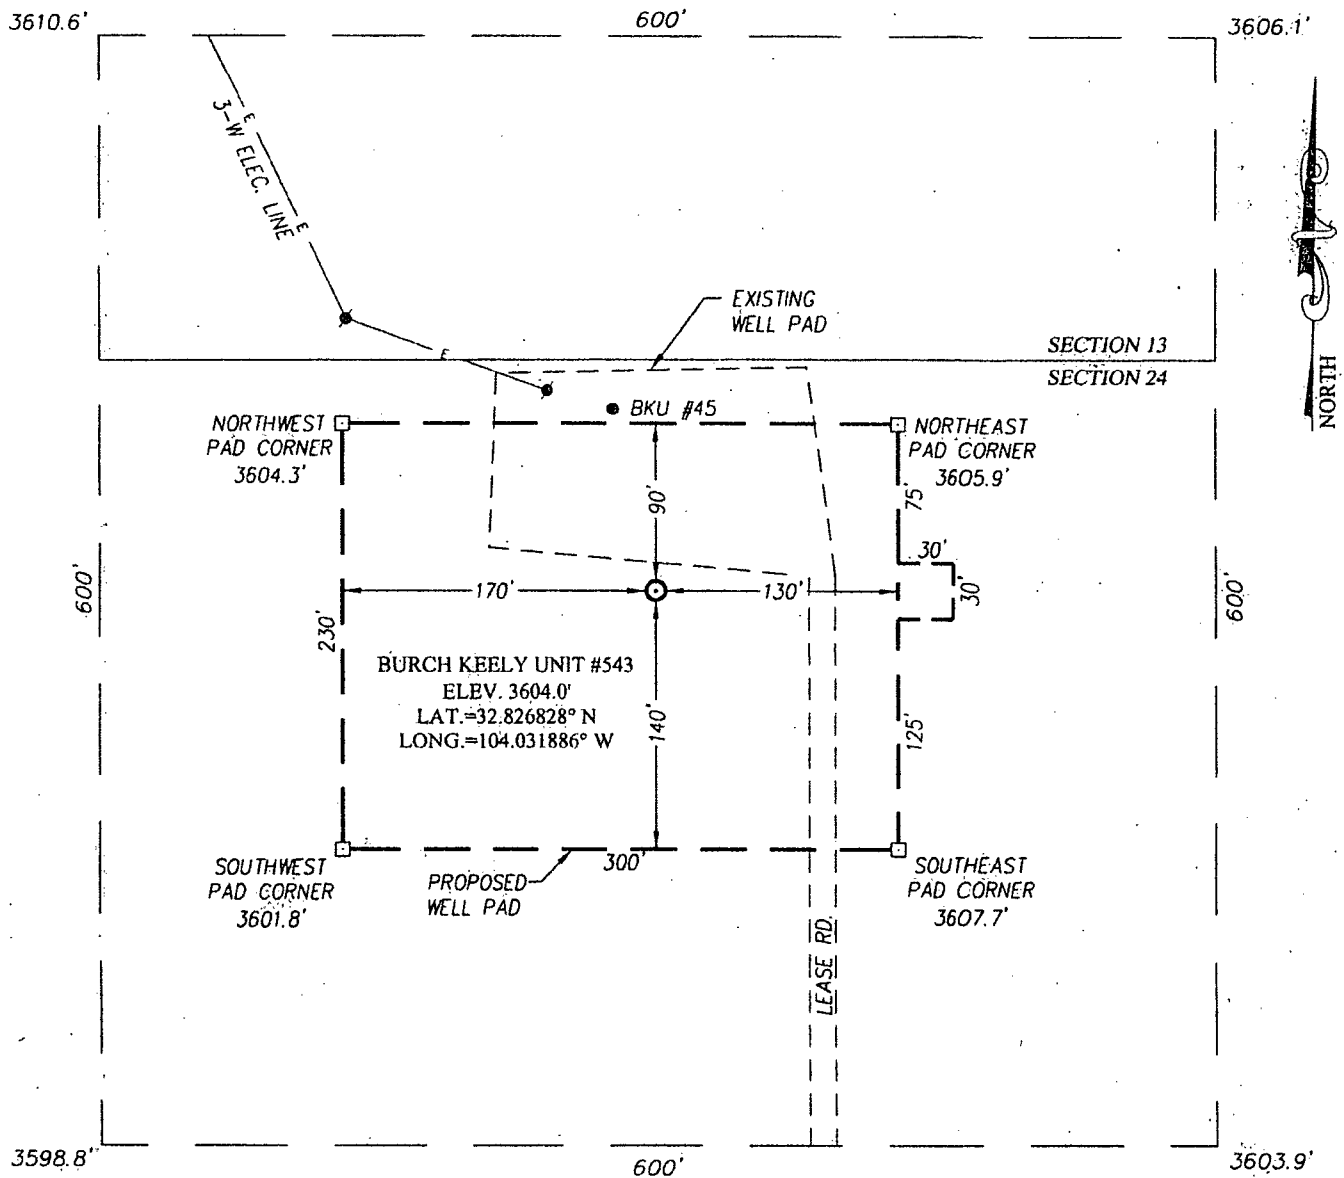 3610.6'
600'
3606.1'
E
3-W ELEC. LINE
E
NORTH
EXISTING
WELL PAD
E
SECTION 13
SECTION 24
BKU #45
NORTHWEST
PAD CORNER
3604.3'
NORTHEAST
PAD CORNER
3605.9'
90'
75'
30'
30'
600'
170'
130'
600'
230'
BURCH KEELY UNIT #543
ELEV. 3604.0'
LAT.=32.826828° N
LONG.=104.031886° W
140'
125'
SOUTHWEST
PAD CORNER
3601.8'
PROPOSED
WELL PAD
300'
SOUTHEAST
PAD CORNER
3607.7'
LEASE RD.
3598.8'
600'
3603.9'